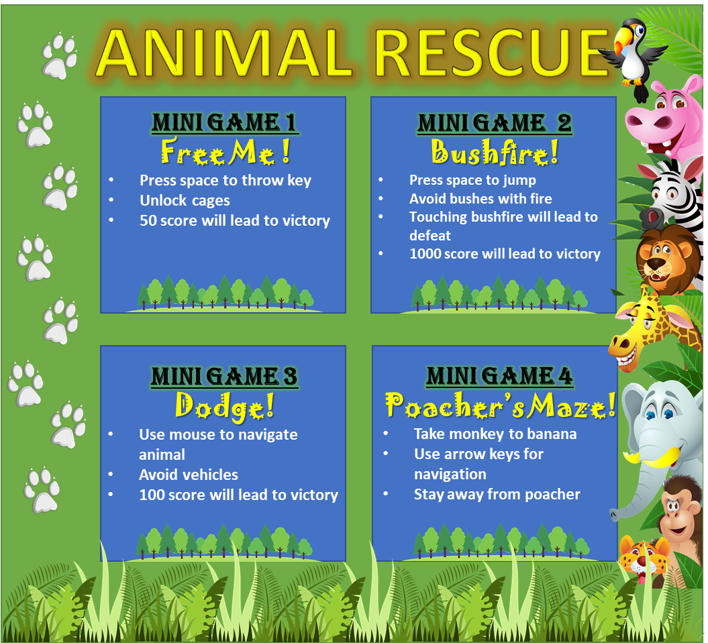 ANIMAL RESCUE
MINI GAME 1
Free Me !
• Press space to throw key
• Unlock cages
• 50 score will lead to victory
MINI GAME 2
Bushfire!
• Press space to jump
• Avoid bushes with fire
• Touching bushfire will lead to
defeat
• 1000 score will lead to victory
MINI GAME 3
Dodge!
• Use mouse to navigate
animal
• Avoid vehicles
• 100 score will lead to victory
MINI GAME 4
Poacher's Maze!
• Take monkey to banana
• Use arrow keys for
navigation
• Stay away from poacher